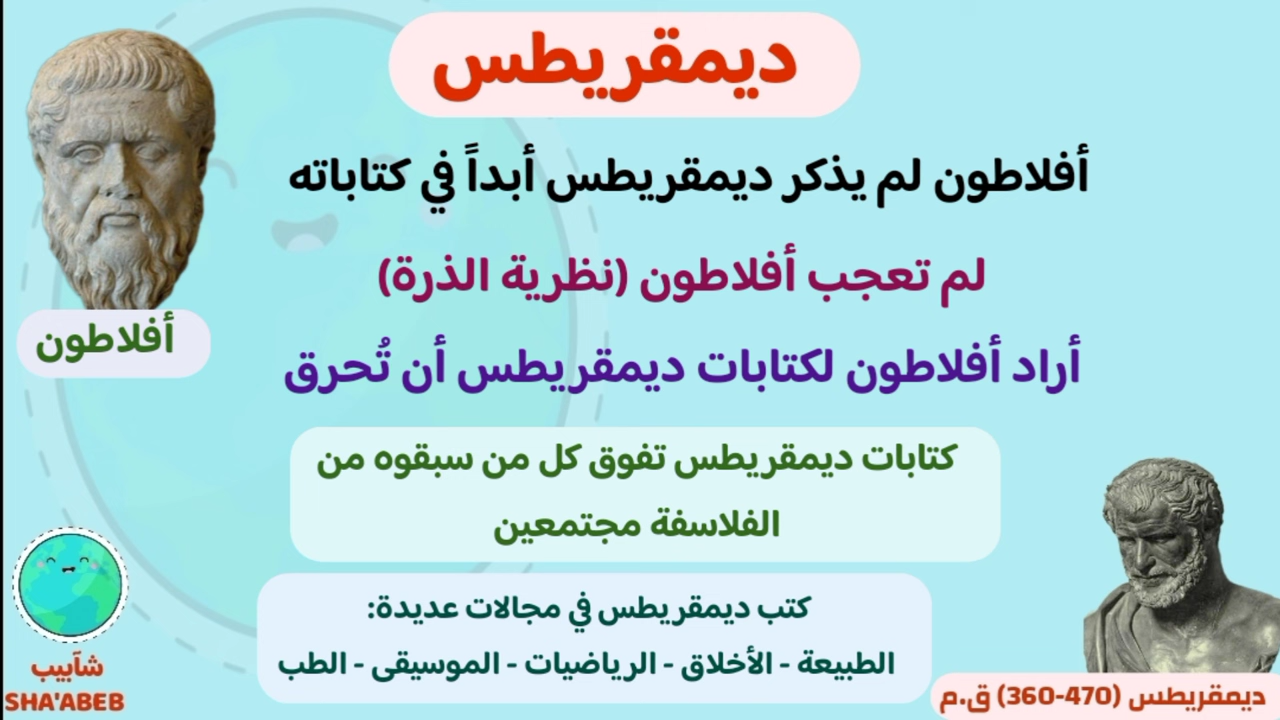 ديمقريطس
أفلاطون لم يذكر ديمقريطس أبداً في كتاباته
لم تعجب أفلاطون (نظرية الذرة)
أفلاطون
أراد أفلاطون لكتابات ديمقريطس أن تُحرق
كتابات ديمقريطس تفوق كل من سبقوه من
الفلاسفة مجتمعين
كتب ديمقريطس في مجالات عديدة:
الطبيعة - الأخلاق - الرياضيات - الموسيقى - الطب
ديمقريطس (470-360) ق.م
شآبيب
SHA'ABEB